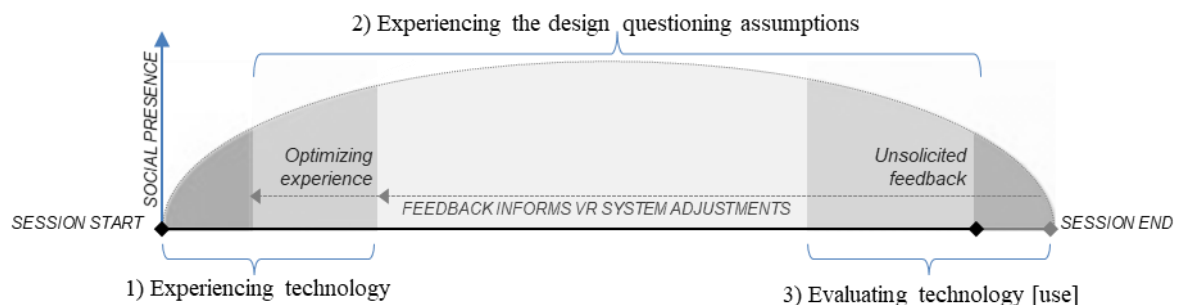 2) Experiencing the design questioning assumptions
SOCIAL PRESENCE
Optimizing
experience
Unsolicited
feedback
FEEDBACK INFORMS VR SYSTEM ADJUSTMENTS
SESSION START
SESSION END
1) Experiencing technology
3) Evaluating technology [use]